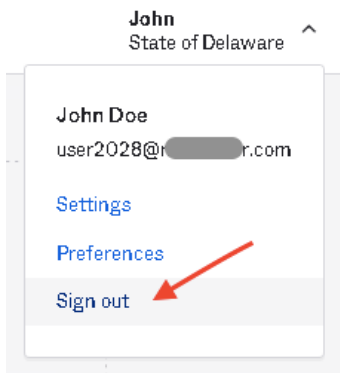 John
State of Delaware
John Doe
user2028@r r.com
Settings
Preferences
Sign out